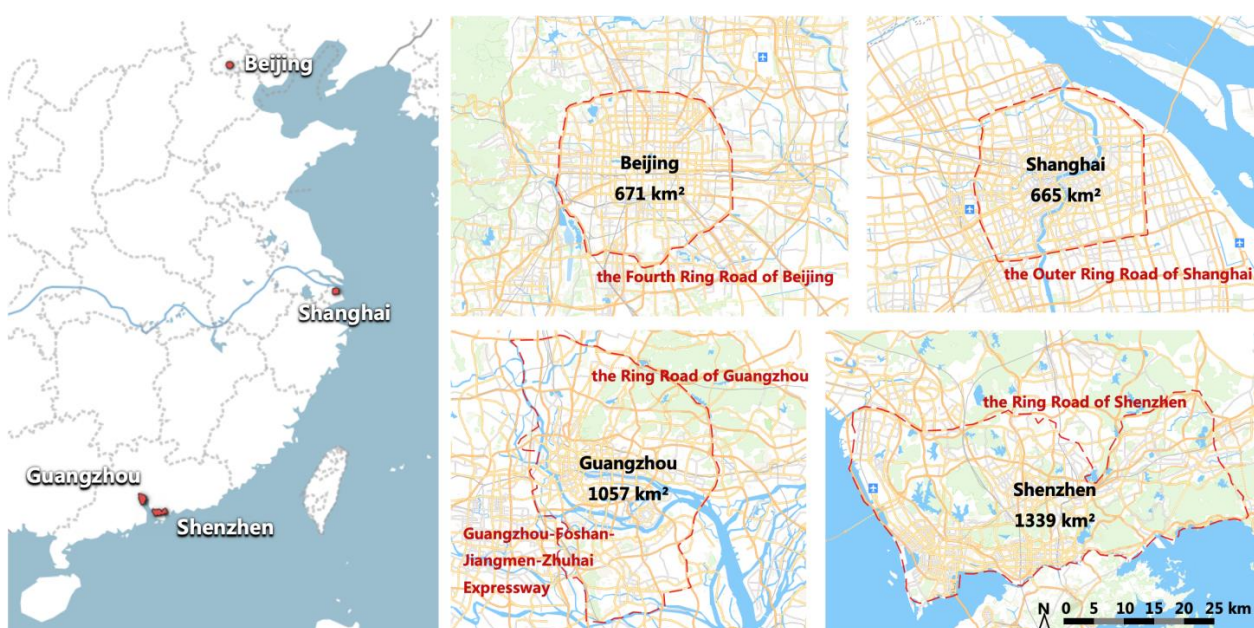 Beijing
Shanghai
Guangzhou
Shenzhen
Beijing
671 km²
the Fourth Ring Road of Beijing
Shanghai
665 km²
the Outer Ring Road of Shanghai
the Ring Road of Guangzhou
Guangzhou
1057 km²
Guangzhou-Foshan-
Jiangmen-Zhuhai
Expressway
the Ring Road of Shenzhen
Shenzhen
1339 km²
N 0 5 10 15 20 25 km